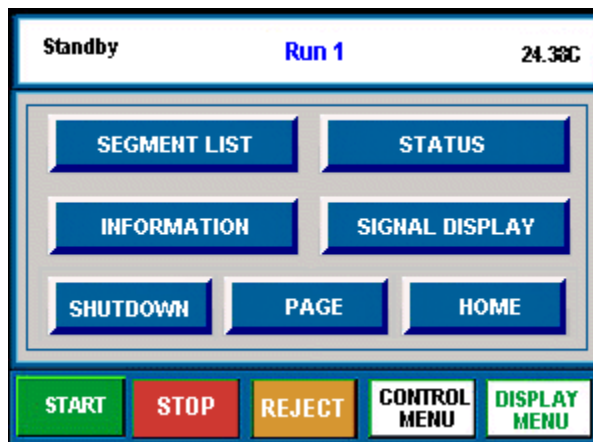 Standby
Run 1
24.38C
SEGMENT LIST
STATUS
INFORMATION
SIGNAL DISPLAY
SHUTDOWN
PAGE
HOME
START
STOP
REJECT
CONTROL
MENU
DISPLAY
MENU